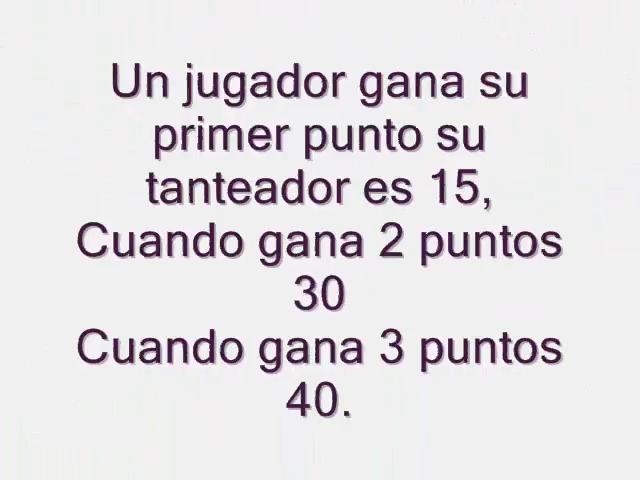 Un jugador gana su
primer punto su
tanteador es 15,
Cuando gana 2 puntos
30
Cuando gana 3 puntos
40.